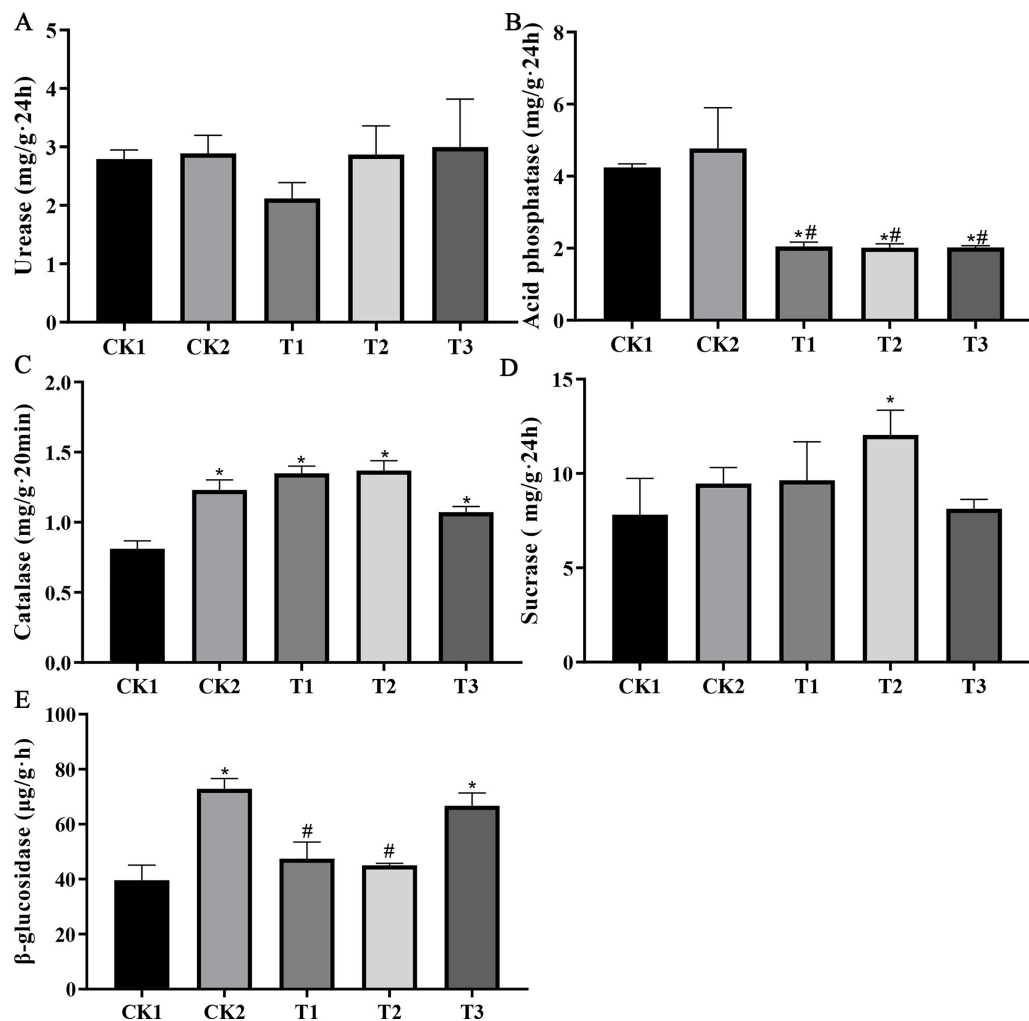 A
Urease (mg/g·24h)
5
4
3
2
1
0
CK1 CK2 T1 T2 T3
B
Acid phosphatase (mg/g·24h)
8
6
4
2
0
*# *# *#
CK1 CK2 T1 T2 T3
C
Catalase (mg/g·20min)
2.0
1.5
1.0
0.5
0.0
* * * *
CK1 CK2 T1 T2 T3
D
Sucrase ( mg/g·24h)
15
10
5
0
*
CK1 CK2 T1 T2 T3
E
β-glucosidase (μg/g·h)
100
80
60
40
20
0
* # # *
CK1 CK2 T1 T2 T3